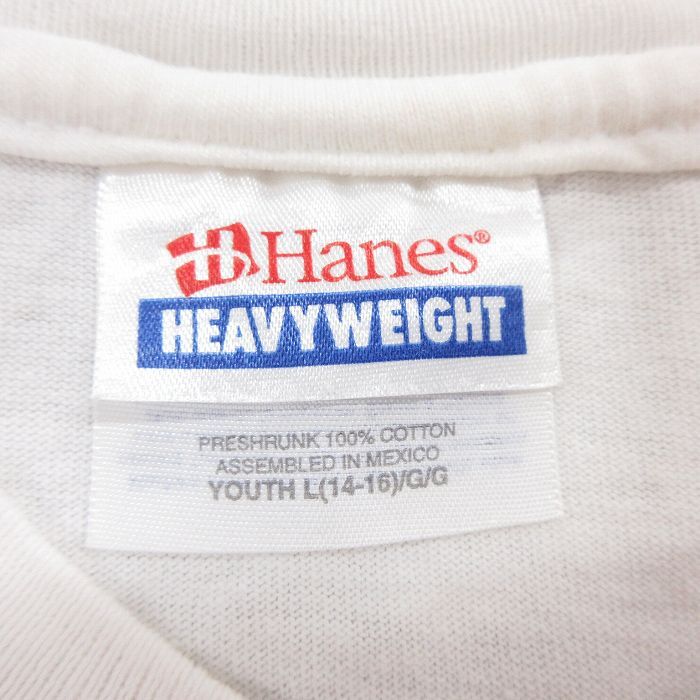 Hanes®
HEAVYWEIGHT
PRESHRUNK 100% COTTON
ASSEMBLED IN MEXICO
YOUTH L(14-16)/G/G